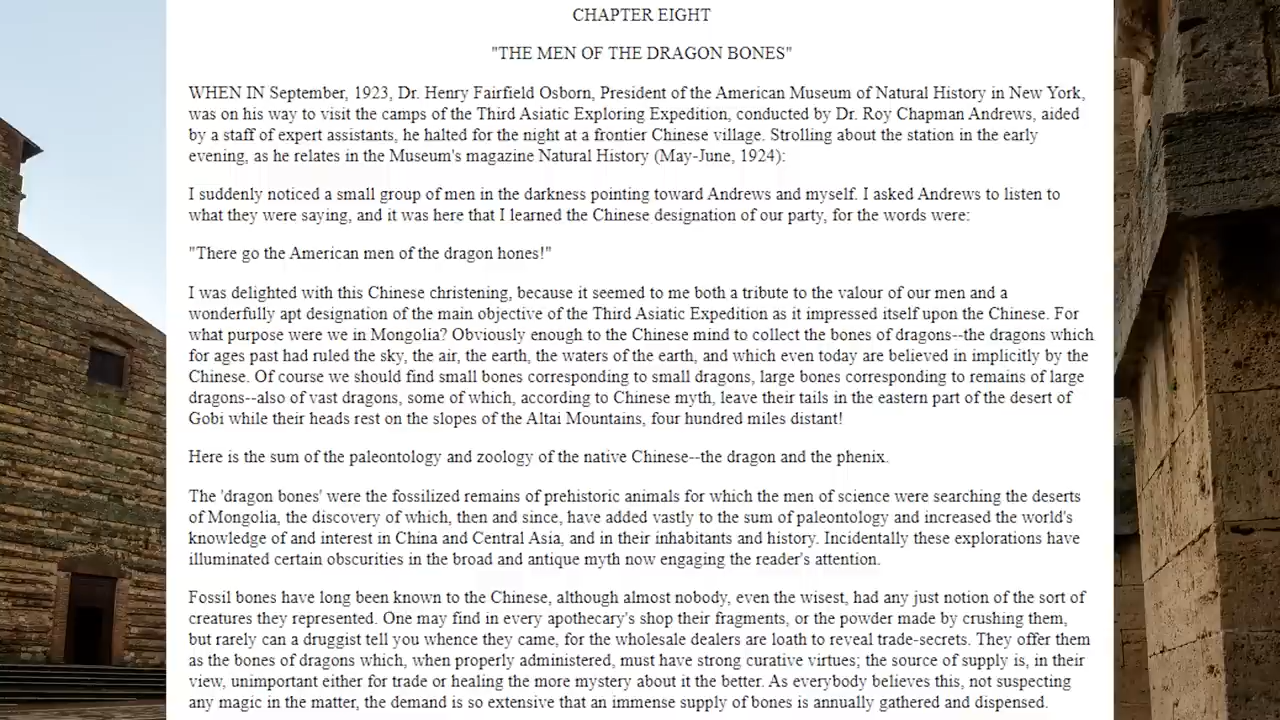 CHAPTER EIGHT
"THE MEN OF THE DRAGON BONES"
WHEN IN September, 1923, Dr. Henry Fairfield Osborn, President of the American Museum of Natural History in New York,
was on his way to visit the camps of the Third Asiatic Exploring Expedition, conducted by Dr. Roy Chapman Andrews, aided
by a staff of expert assistants, he halted for the night at a frontier Chinese village. Strolling about the station in the early
evening, as he relates in the Museum's magazine Natural History (May-June, 1924):
I suddenly noticed a small group of men in the darkness pointing toward Andrews and myself. I asked Andrews to listen to
what they were saying, and it was here that I learned the Chinese designation of our party, for the words were:
"There go the American men of the dragon hones!"
I was delighted with this Chinese christening, because it seemed to me both a tribute to the valour of our men and a
wonderfully apt designation of the main objective of the Third Asiatic Expedition as it impressed itself upon the Chinese. For
what purpose were we in Mongolia? Obviously enough to the Chinese mind to collect the bones of dragons--the dragons which
for ages past had ruled the sky, the air, the earth, the waters of the earth, and which even today are believed in implicitly by the
Chinese. Of course we should find small bones corresponding to small dragons, large bones corresponding to remains of large
dragons--also of vast dragons, some of which, according to Chinese myth, leave their tails in the eastern part of the desert of
Gobi while their heads rest on the slopes of the Altai Mountains, four hundred miles distant!
Here is the sum of the paleontology and zoology of the native Chinese--the dragon and the phenix.
The 'dragon bones' were the fossilized remains of prehistoric animals for which the men of science were searching the deserts
of Mongolia, the discovery of which, then and since, have added vastly to the sum of paleontology and increased the world's
knowledge of and interest in China and Central Asia, and in their inhabitants and history. Incidentally these explorations have
illuminated certain obscurities in the broad and antique myth now engaging the reader's attention.
Fossil bones have long been known to the Chinese, although almost nobody, even the wisest, had any just notion of the sort of
creatures they represented. One may find in every apothecary's shop their fragments, or the powder made by crushing them,
but rarely can a druggist tell you whence they came, for the wholesale dealers are loath to reveal trade-secrets. They offer them
as the bones of dragons which, when properly administered, must have strong curative virtues; the source of supply is, in their
view, unimportant either for trade or healing the more mystery about it the better. As everybody believes this, not suspecting
any magic in the matter, the demand is so extensive that an immense supply of bones is annually gathered and dispensed.